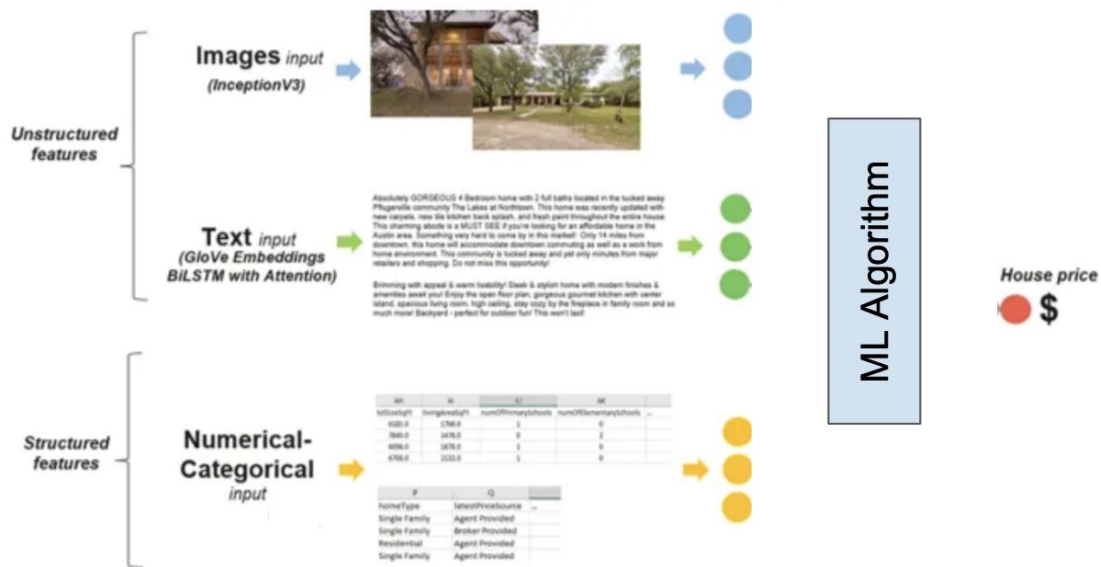 Images input
(InceptionV3)
Unstructured
features
Text input
(GloVe Embeddings
BiLSTM with Attention)
Absolutely GORGEOUS 4 Bedroom home with 2 full baths located in the tucked away
Pflugerville community The Lakes at Northtown. This home was recently updated with
new carpets, new tile kitchen back splash, and fresh paint throughout the entire house.
This charming abode is a MUST SEE if you're looking for an affordable home in the
Austin area. Something very hard to come by in this market! Only 14 miles from
downtown, this home will accommodate downtown commuting as well as a work from
home environment. This community is tucked away and yet only minutes from major
retailers and shopping. Do not miss this opportunity!
Brimming with appeal & warm livability! Sleek & stylish home with modern finishes &
amenities await you! Enjoy the open floor plan, gorgeous gourmet kitchen with center
island, spacious living room, high ceiling, stay cozy by the fireplace in family room and so
much more! Backyard - perfect for outdoor fun! This won't last!
ML Algorithm
House price
$
Structured
features
Numerical-
Categorical
input
AH AI AJ AK
lotSizeSqFt livingAreaSqFt numOfPrimarySchools numOfElementarySchools ...
1768.0 1 0
7840.0 1478.0 0 2
6098.0 1678.0 1 0
6708.0 2132.0 1 0
P Q
homeType latestPriceSource ...
Single Family Agent Provided
Single Family Broker Provided
Residential Agent Provided
Single Family Agent Provided